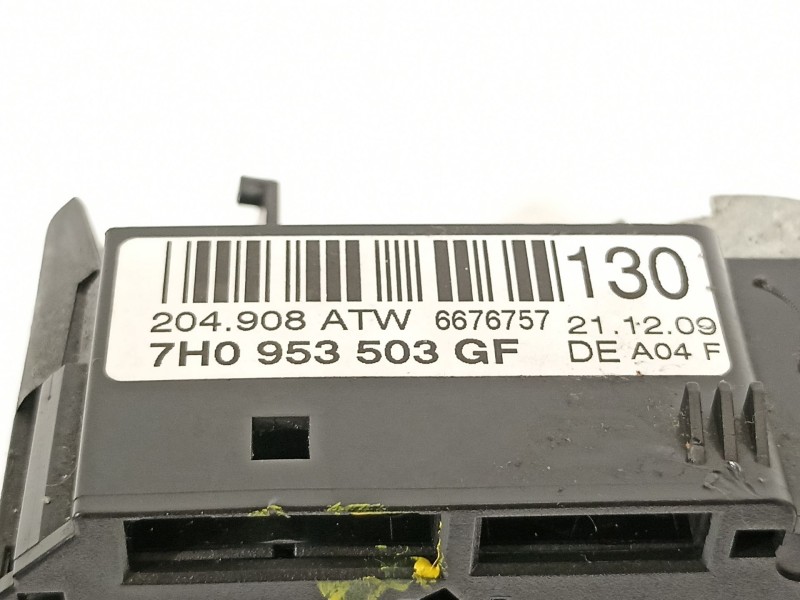 130
204.908 ATW 6676757 21.12.09
7H0 953 503 GF DE A04 F